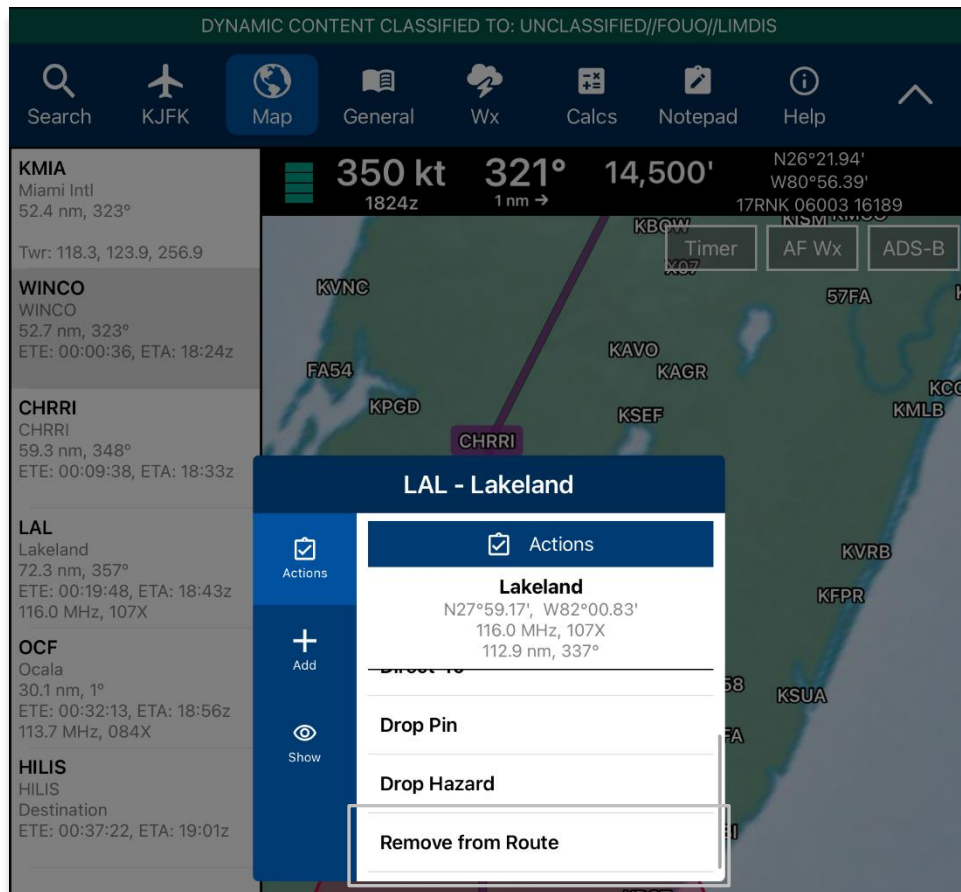 DYNAMIC CONTENT CLASSIFIED TO: UNCLASSIFIED//FOUO//LIMDIS
Search
KJFK
Map
General
Wx
Calcs
Notepad
Help
KMIA
Miami Intl
52.4 nm, 323°
Twr: 118.3, 123.9, 256.9
WINCO
WINCO
52.7 nm, 323°
ETE: 00:00:36, ETA: 18:24z
CHRRI
CHRRI
59.3 nm, 348°
ETE: 00:09:38, ETA: 18:33z
LAL
Lakeland
72.3 nm, 357°
ETE: 00:19:48, ETA: 18:43z
116.0 MHz, 107X
OCF
Ocala
30.1 nm, 1°
ETE: 00:32:13, ETA: 18:56z
113.7 MHz, 084X
HILIS
HILIS
Destination
ETE: 00:37:22, ETA: 19:01z
350 kt
1824z
321°
1 nm →
14,500'
N26°21.94'
W80°56.39'
17RNK 06003 16189
KISM
KBOW
Timer
AF Wx
ADS-B
X07
KVNC
57FA
KAVO
FA54
KAGR
KPGD
KSEF
KMLB
CHRRI
KVRB
KFPR
KSUA
LAL - Lakeland
Actions
Add
Show
Actions
Lakeland
N27°59.17', W82°00.83'
116.0 MHz, 107X
112.9 nm, 337°
Drop Pin
Drop Hazard
Remove from Route